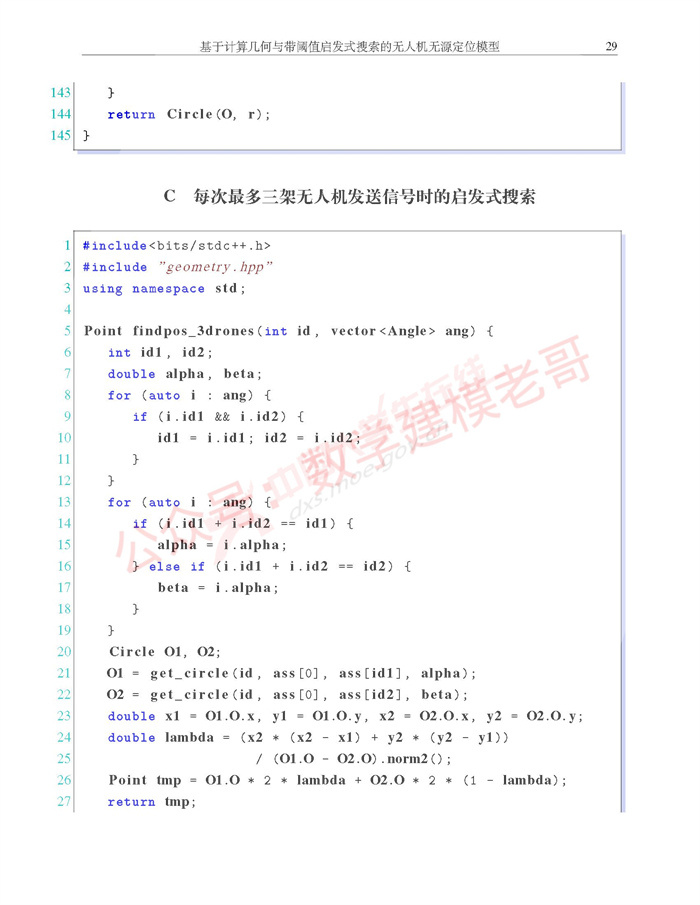 基于计算几何与带阈值启发式搜索的无人机无源定位模型 29
143 }
144 return Circle(O, r);
145 }
C 每次最多三架无人机发送信号时的启发式搜索
1 #include<bits/stdc++.h>
2 #include "geometry.hpp"
3 using namespace std;
4
5 Point findpos_3drones(int id, vector<Angle> ang) {
6 int id1, id2;
7 double alpha, beta;
8 for (auto i : ang) {
9 if (i.id1 && i.id2) {
10 id1 = i.id1; id2 = i.id2;
11 }
12 }
13 for (auto i : ang) {
14 if (i.id1 + i.id2 == id1) {
15 alpha = i.alpha;
16 } else if (i.id1 + i.id2 == id2) {
17 beta = i.alpha;
18 }
19 }
20 Circle O1, O2;
21 O1 = get_circle(id, ass[0], ass[id1], alpha);
22 O2 = get_circle(id, ass[0], ass[id2], beta);
23 double x1 = O1.O.x, y1 = O1.O.y, x2 = O2.O.x, y2 = O2.O.y;
24 double lambda = (x2 * (x2 - x1) + y2 * (y2 - y1))
25 / (O1.O - O2.O).norm2();
26 Point tmp = O1.O * 2 * lambda + O2.O * 2 * (1 - lambda);
27 return tmp;
公众号:数学建模老哥
dxs.moe.gov.cn